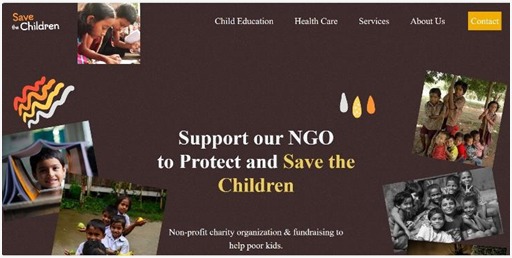 Save
the Children
Child Education
Health Care
Services
About Us
Contact
Support our NGO
to Protect and Save the
Children
Non-profit charity organization & fundraising to
help poor kids.